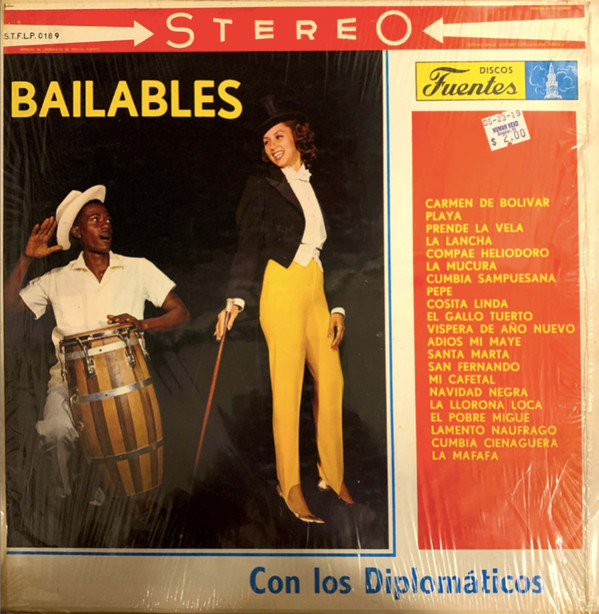 STEREO
S.T.F.L.P. 0189
BAILABLES
DISCOS
Fuentes
05-23-19
$ 2.00
CARMEN DE BOLIVAR
PLAYA
PRENDE LA VELA
LA LANCHA
COMPAE HELIODORO
LA MUCURA
CUMBIA SAMPUESANA
PEPE
COSITA LINDA
EL GALLO TUERTO
VISPERA DE AÑO NUEVO
ADIOS MI MAYE
SANTA MARTA
SAN FERNANDO
MI CAFETAL
NAVIDAD NEGRA
LA LLORONA LOCA
EL POBRE MIGUE
LAMENTO NAUFRAGO
CUMBIA CIENAGUERA
LA MAFAFA
Con los Diplomáticos